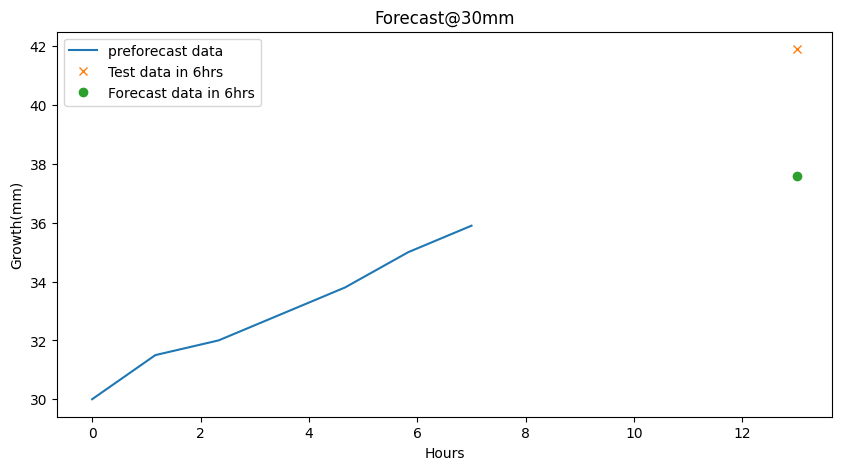 Forecast@30mm
preforecast data
Test data in 6hrs
Forecast data in 6hrs
42
40
38
36
34
32
30
Growth(mm)
0 2 4 6 8 10 12
Hours